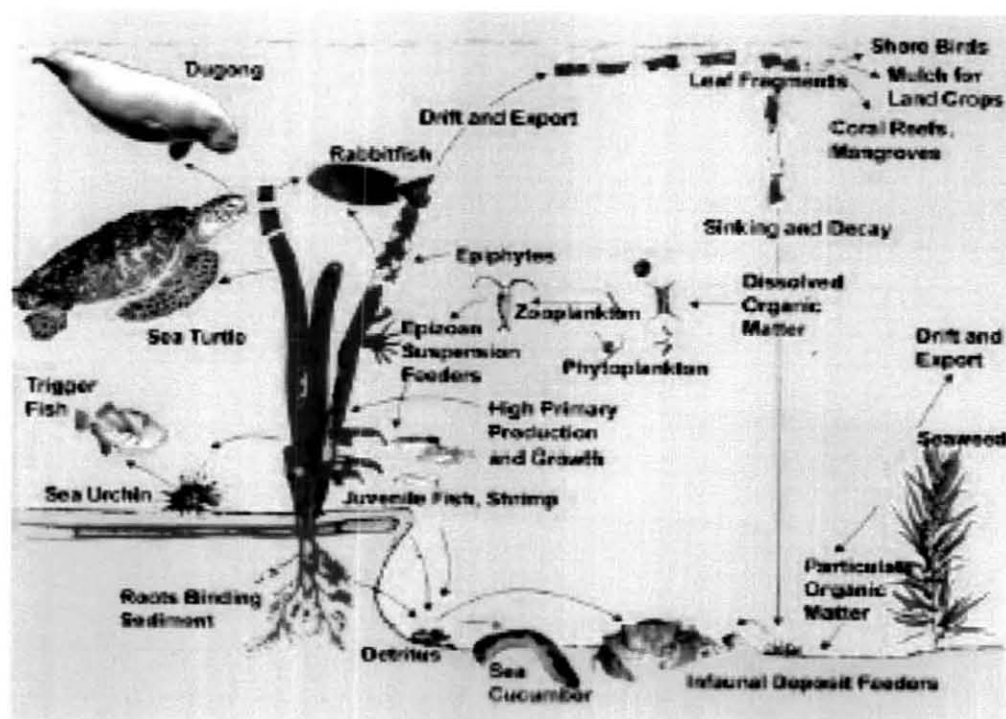 Dugong
Shore Birds
Leaf Fragments
Mulch for
Land Crops
Drift and Export
Coral Reefs,
Mangroves
Rabbitfish
Sinking and Decay
Epiphytes
Dissolved
Organic
Matter
Zooplankton
Sea Turtle
Epizoan
Suspension
Feeders
Phytoplankton
Drift and
Export
Trigger
Fish
High Primary
Production
and Growth
Seaweed
Sea Urchin
Juvenile Fish, Shrimp
Particulate
Organic
Matter
Roots Binding
Sediment
Detritus
Sea
Cucumber
Infaunal Deposit Feeders